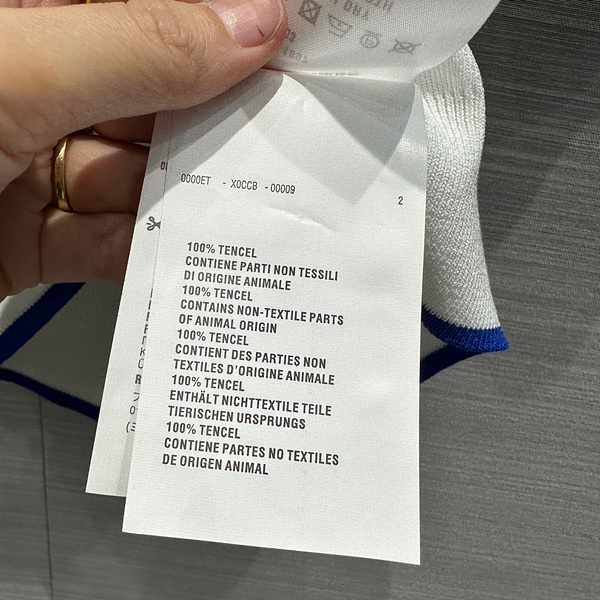 DRY
0000ET - X0CCB - 00009
2
100% TENCEL
CONTIENE PARTI NON TESSILI
DI ORIGINE ANIMALE
100% TENCEL
CONTAINS NON-TEXTILE PARTS
OF ANIMAL ORIGIN
100% TENCEL
CONTIENT DES PARTIES NON
TEXTILES D'ORIGINE ANIMALE
100% TENCEL
ENTHÄLT NICHTTEXTILE TEILE
TIERISCHEN URSPRUNGS
100% TENCEL
CONTIENE PARTES NO TEXTILES
DE ORIGEN ANIMAL